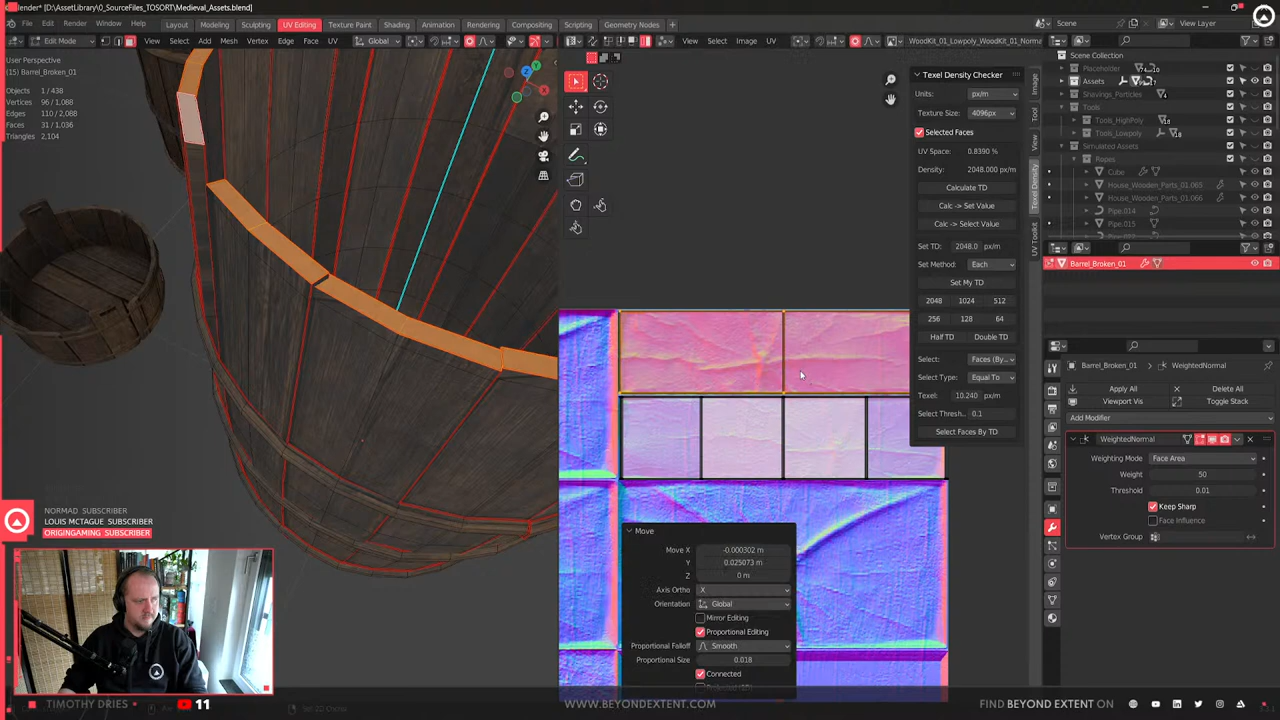 Blender* [D:\AssetLibrary\0_SourceFiles_TOSORT\Medieval_Assets.blend]
File Edit Render Window Help
Layout Modeling Sculpting UV Editing Texture Paint Shading Animation Rendering Compositing Scripting Geometry Nodes +
Scene View Layer
Edit Mode View Select Add Mesh Vertex Edge Face UV Global
View Select Image UV WoodKit_01_Lowpoly_WoodKit_01_Norma
User Perspective
(15) Barrel_Broken_01
Objects 1 / 438
Vertices 96 / 1,088
Edges 110 / 2,088
Faces 31 / 1,036
Triangles 2,104
Texel Density Checker
Units: px/m
Texture Size: 4096px
Selected Faces
UV Space: 0.8390 %
Density: 2048.000 px/m
Calculate TD
Calc -> Set Value
Calc -> Select Value
Set TD: 2048.0 px/m
Set Method: Each
Set My TD
2048 1024 512
256 128 64
Half TD Double TD
Select: Faces (By...
Select Type: Equal To
Texel: 10.240 px/m
Select Thresh.. 0.1
Select Faces By TD
Image
Tool
View
Texel Density
UV Toolkit
Scene Collection
Placeholder
Assets
Shavings_Particles
Tools
Tools_HighPoly
Tools_Lowpoly
Simulated Assets
Ropes
Cube
House_Wooden_Parts_01.065
House_Wooden_Parts_01.066
Pipe.014
Pipe.015
Barrel_Broken_01
Barrel_Broken_01 > WeightedNormal
Apply All Delete All
Viewport Vis Toggle Stack
Add Modifier
WeightedNormal
Weighting Mode Face Area
Weight 50
Threshold 0.01
Keep Sharp
Face Influence
Vertex Group
Move
Move X -0.000302 m
Y 0.025073 m
Z 0 m
Axis Ortho X
Orientation Global
Mirror Editing
Proportional Editing
Proportional Falloff Smooth
Proportional Size 0.018
Connected
NORMAD SUBSCRIBER
LOUIS MCTAGUE SUBSCRIBER
ORIGINGAMING SUBSCRIBER
TIMOTHY DRIES 11
WWW.BEYONDEXTENT.COM
FIND BEYOND EXTENT ON